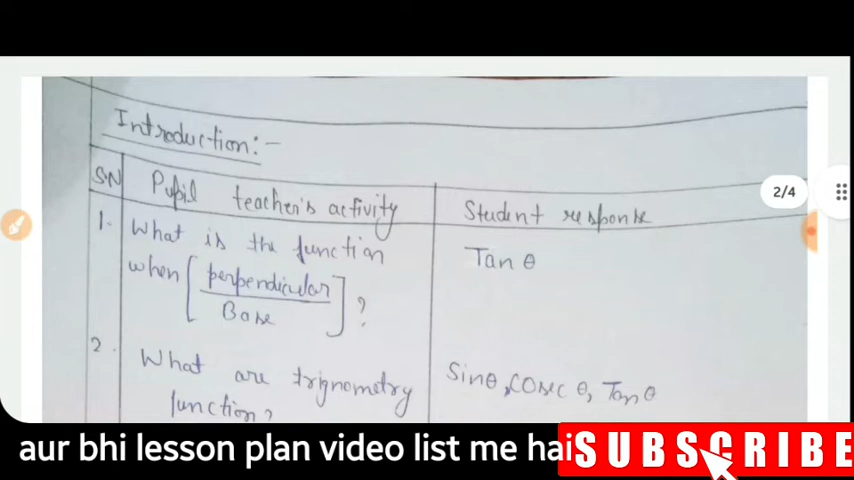 2/4
Introduction:-
SN Pupil teacher's activity Student response
1. What is the function Tan θ
when [perpendicular
Base]?
2. What are trignometry Sinθ, Cosec θ, Tan θ
function?
aur bhi lesson plan video list me hai SUBSCRIBE